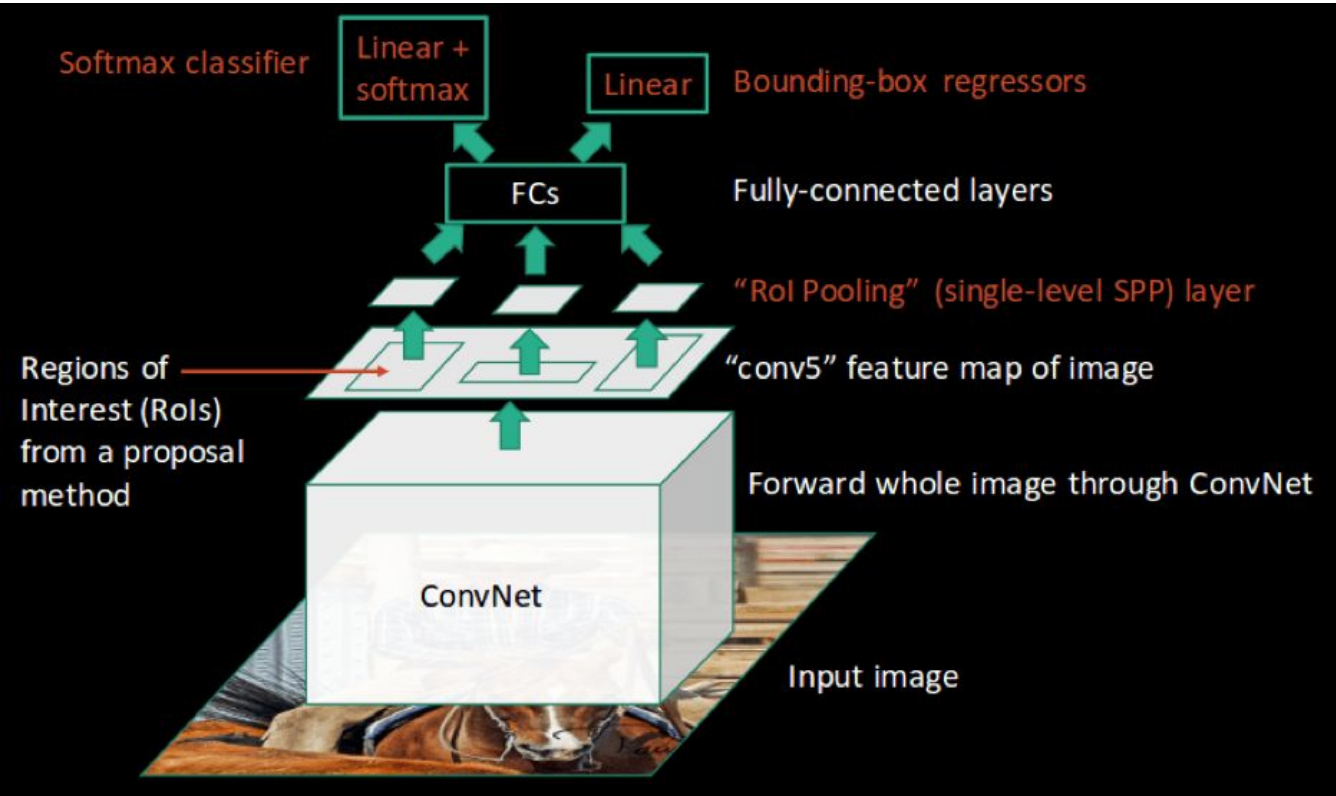 Softmax classifier
Linear +
softmax
Linear
Bounding-box regressors
FCs
Fully-connected layers
“RoI Pooling” (single-level SPP) layer
Regions of
Interest (RoIs)
from a proposal
method
“conv5” feature map of image
Forward whole image through ConvNet
ConvNet
Input image